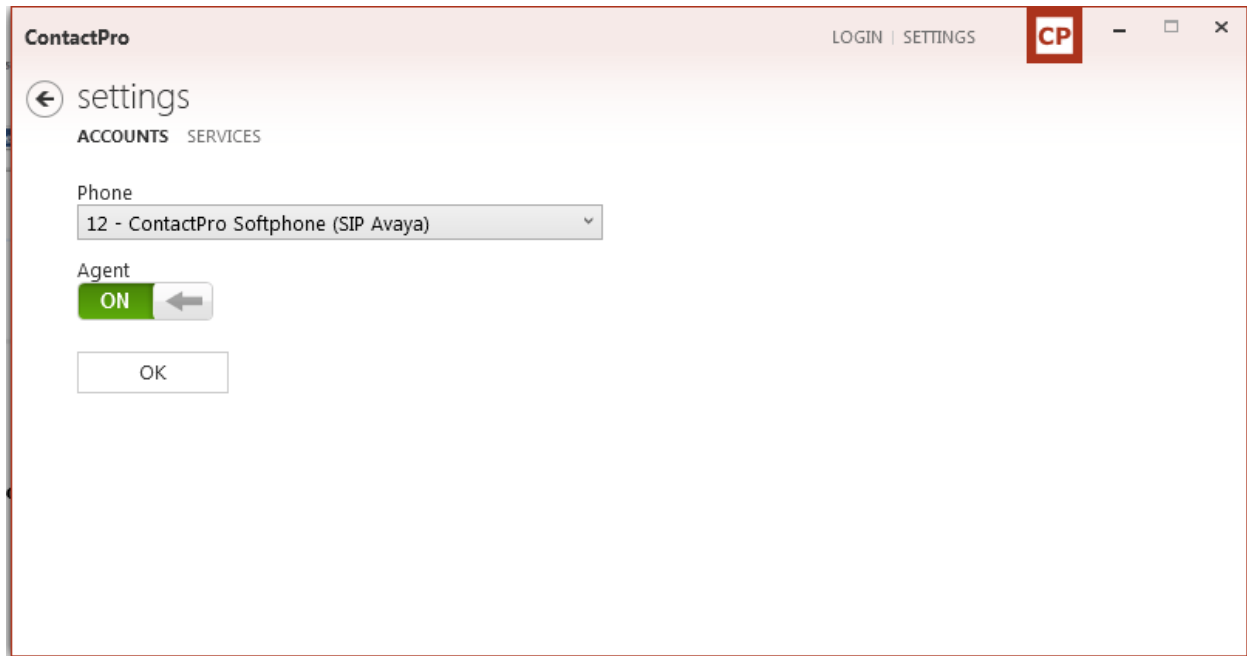 ContactPro
LOGIN | SETTINGS
CP
settings
ACCOUNTS SERVICES
Phone
12 - ContactPro Softphone (SIP Avaya)
Agent
ON
OK